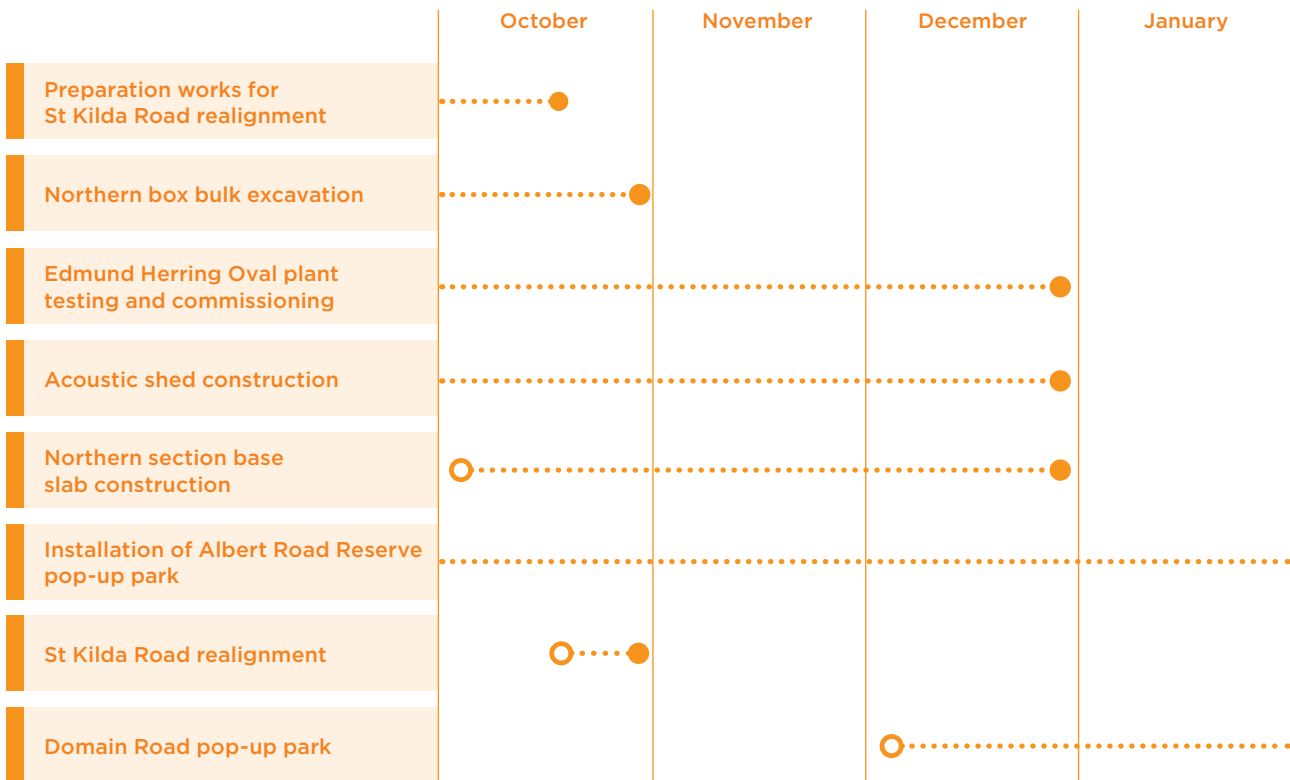 October November December January
Preparation works for
St Kilda Road realignment
Northern box bulk excavation
Edmund Herring Oval plant
testing and commissioning
Acoustic shed construction
Northern section base
slab construction
Installation of Albert Road Reserve
pop-up park
St Kilda Road realignment
Domain Road pop-up park